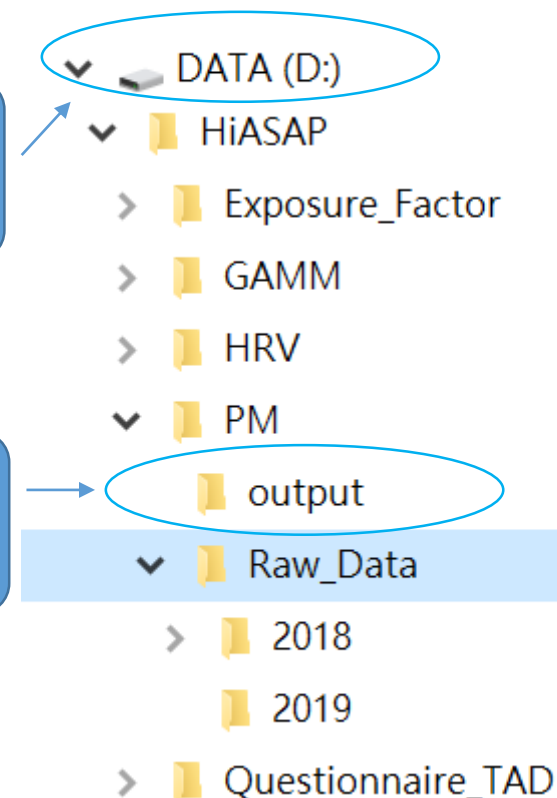 DATA (D:)
HiASAP
Exposure_Factor
GAMM
HRV
PM
output
Raw_Data
2018
2019
Questionnaire_TAD